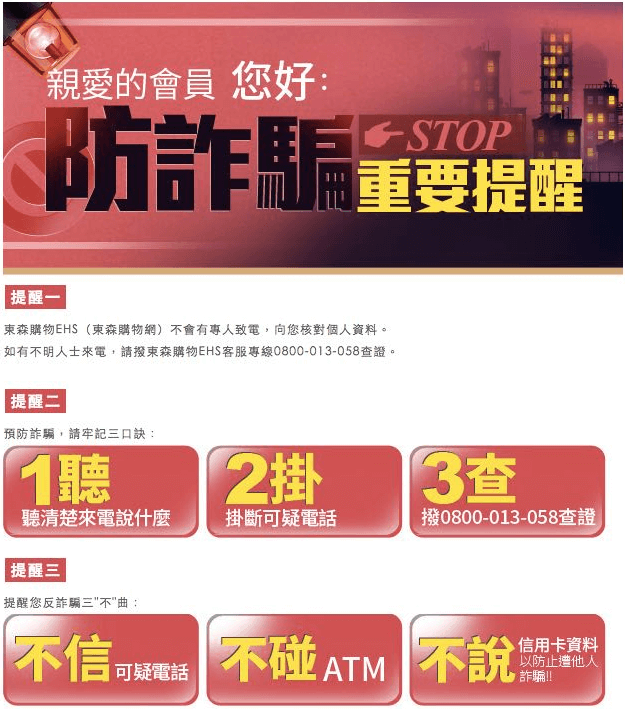 親愛的會員 您好:
防詐騙
STOP
重要提醒
提醒一
東森購物EHS（東森購物網）不會有專人致電，向您核對個人資料。
如有不明人士來電，請撥東森購物EHS客服專線0800-013-058查證。
提醒二
預防詐騙，請牢記三口訣：
1聽
聽清楚來電說什麼
2掛
掛斷可疑電話
3查
撥0800-013-058查證
提醒三
提醒您反詐騙三"不"曲：
不信 可疑電話
不碰 ATM
不說 信用卡資料
以防止遭他人
詐騙!!